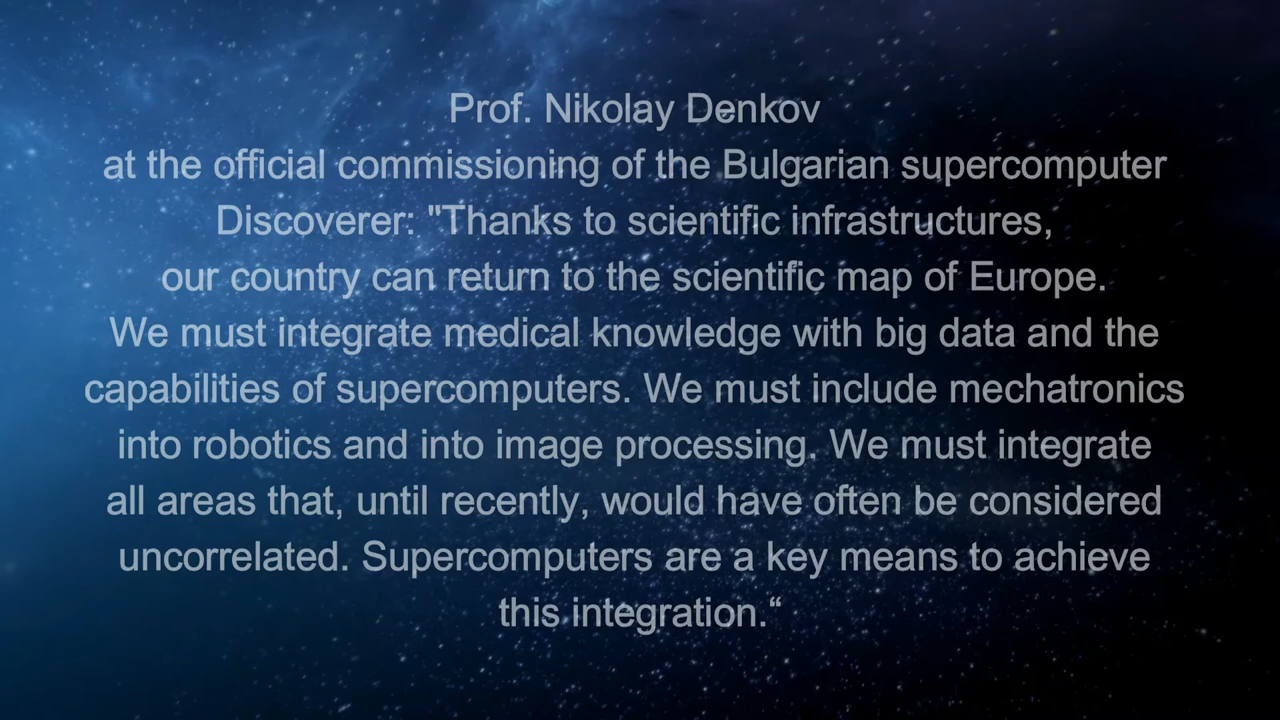 Prof. Nikolay Denkov
at the official commissioning of the Bulgarian supercomputer
Discoverer: "Thanks to scientific infrastructures,
our country can return to the scientific map of Europe.
We must integrate medical knowledge with big data and the
capabilities of supercomputers. We must include mechatronics
into robotics and into image processing. We must integrate
all areas that, until recently, would have often be considered
uncorrelated. Supercomputers are a key means to achieve
this integration.“